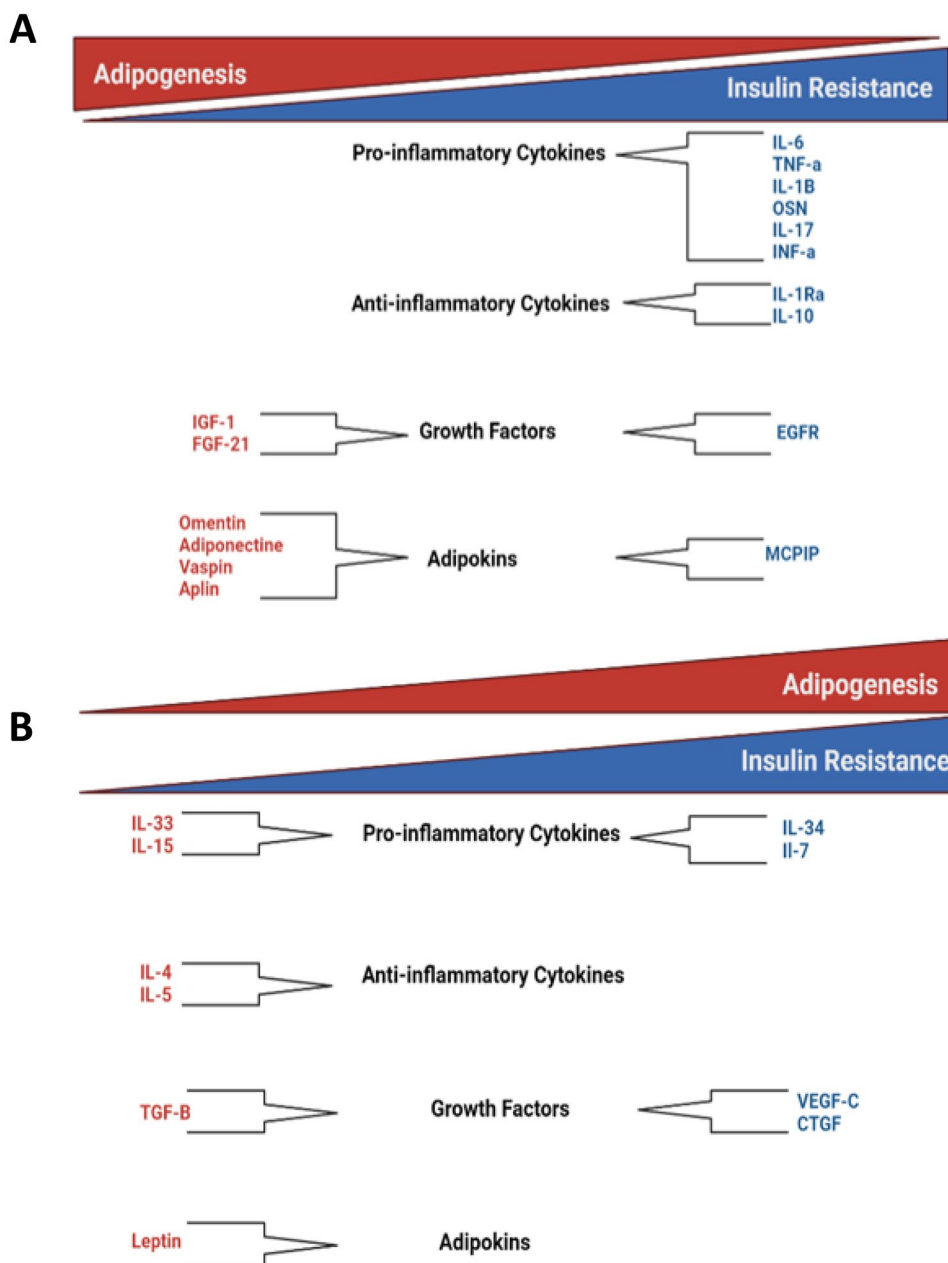 A
Adipogenesis
Insulin Resistance
Pro-inflammatory Cytokines
IL-6
TNF-a
IL-1B
OSN
IL-17
INF-a
Anti-inflammatory Cytokines
IL-1Ra
IL-10
IGF-1
FGF-21
Growth Factors
EGFR
Omentin
Adiponectine
Vaspin
Aplin
Adipokins
MCPIP
Adipogenesis
B
Insulin Resistance
IL-33
IL-15
Pro-inflammatory Cytokines
IL-34
Il-7
IL-4
IL-5
Anti-inflammatory Cytokines
TGF-B
Growth Factors
VEGF-C
CTGF
Leptin
Adipokins